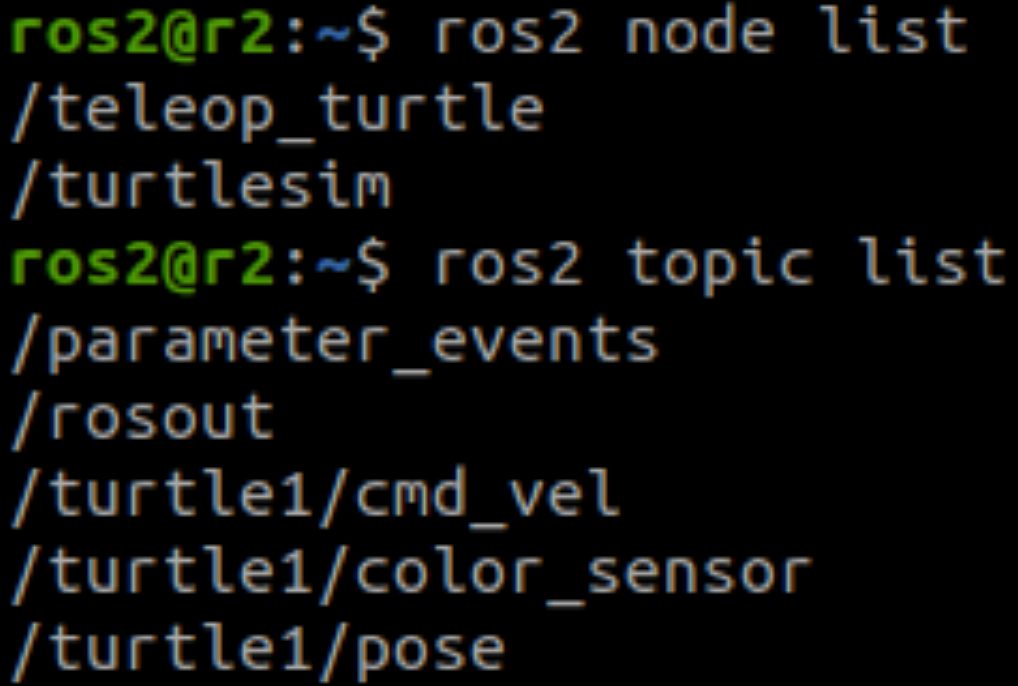 ros2@r2:~$ ros2 node list
/teleop_turtle
/turtlesim
ros2@r2:~$ ros2 topic list
/parameter_events
/rosout
/turtle1/cmd_vel
/turtle1/color_sensor
/turtle1/pose